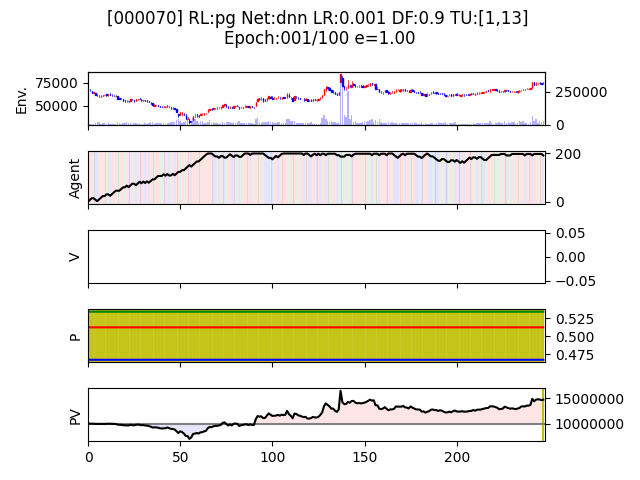 [000070] RL:pg Net:dnn LR:0.001 DF:0.9 TU:[1,13]
Epoch:001/100 e=1.00
Env.
75000
50000
250000
0
Agent
200
0
V
0.05
0.00
−0.05
P
0.525
0.500
0.475
PV
15000000
10000000
0 50 100 150 200